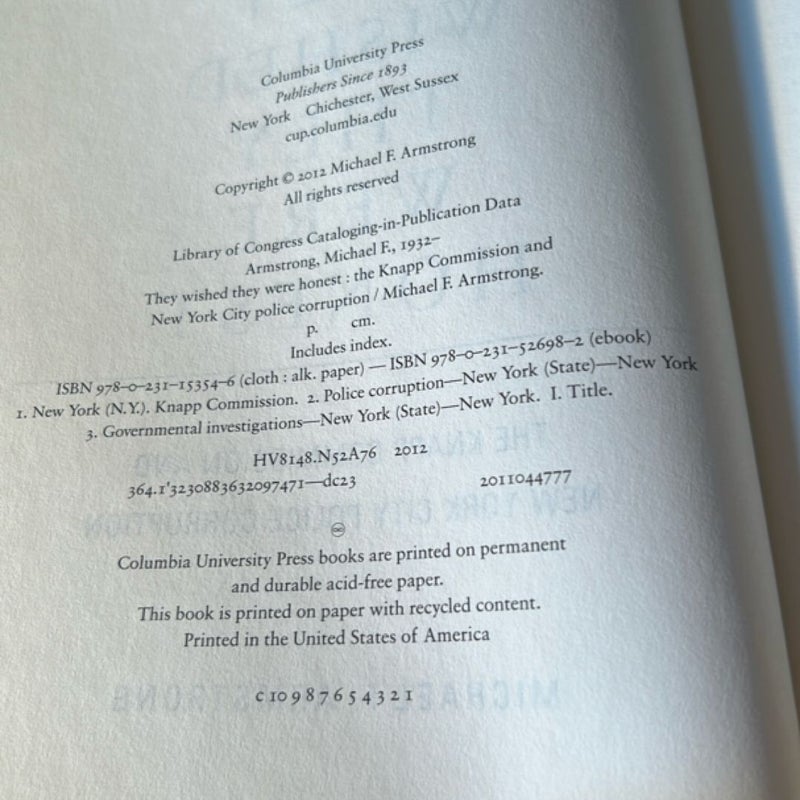 Columbia University Press
Publishers Since 1893
New York Chichester, West Sussex
cup.columbia.edu
Copyright © 2012 Michael F. Armstrong
All rights reserved
Library of Congress Cataloging-in-Publication Data
Armstrong, Michael F., 1932–
They wished they were honest : the Knapp Commission and
New York City police corruption / Michael F. Armstrong.
p. cm.
Includes index.
ISBN 978-0-231-15354-6 (cloth : alk. paper) — ISBN 978-0-231-52698-2 (ebook)
1. New York (N.Y.). Knapp Commission. 2. Police corruption—New York (State)—New York
3. Governmental investigations—New York (State)—New York. I. Title.
HV8148.N52A76 2012
364.1'3230883632097471—dc23 2011044777
Columbia University Press books are printed on permanent
and durable acid-free paper.
This book is printed on paper with recycled content.
Printed in the United States of America
c 10 9 8 7 6 5 4 3 2 1